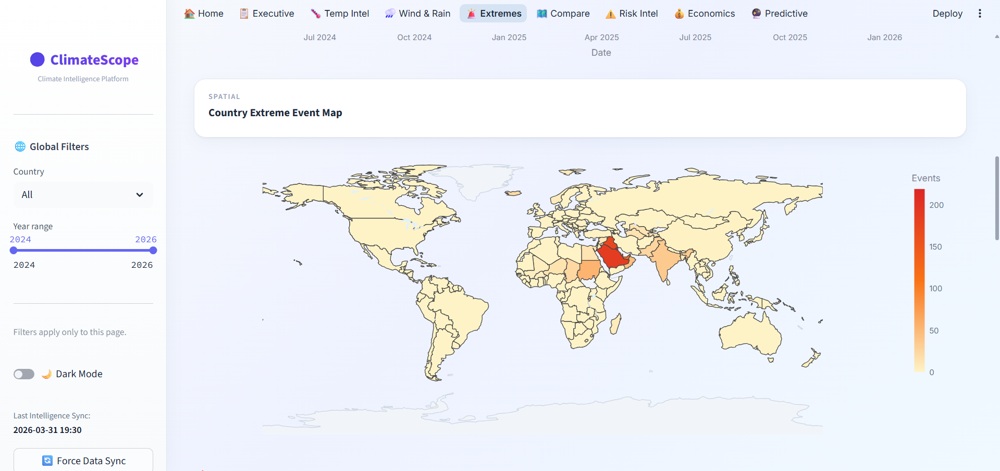 Home Executive Temp Intel Wind & Rain Extremes Compare Risk Intel Economics Predictive Deploy
ClimateScope
Climate Intelligence Platform
Global Filters
Country
All
Year range
2024 2026
2024 2026
Filters apply only to this page.
Dark Mode
Last Intelligence Sync:
2026-03-31 19:30
Force Data Sync
Jul 2024 Oct 2024 Jan 2025 Apr 2025 Jul 2025 Oct 2025 Jan 2026
Date
SPATIAL
Country Extreme Event Map
Events
200
150
100
50
0